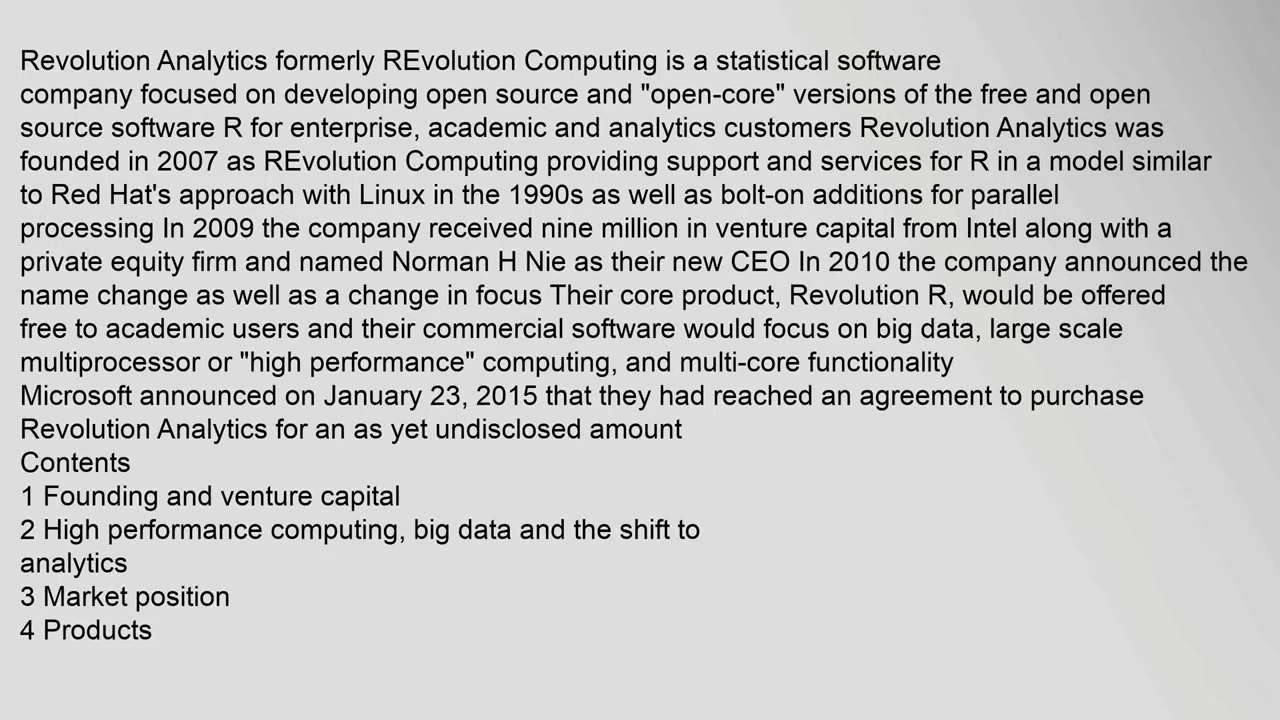 Revolution Analytics formerly REvolution Computing is a statistical software
company focused on developing open source and "open-core" versions of the free and open
source software R for enterprise, academic and analytics customers Revolution Analytics was
founded in 2007 as REvolution Computing providing support and services for R in a model similar
to Red Hat's approach with Linux in the 1990s as well as bolt-on additions for parallel
processing In 2009 the company received nine million in venture capital from Intel along with a
private equity firm and named Norman H Nie as their new CEO In 2010 the company announced the
name change as well as a change in focus Their core product, Revolution R, would be offered
free to academic users and their commercial software would focus on big data, large scale
multiprocessor or "high performance" computing, and multi-core functionality
Microsoft announced on January 23, 2015 that they had reached an agreement to purchase
Revolution Analytics for an as yet undisclosed amount
Contents
1 Founding and venture capital
2 High performance computing, big data and the shift to
analytics
3 Market position
4 Products